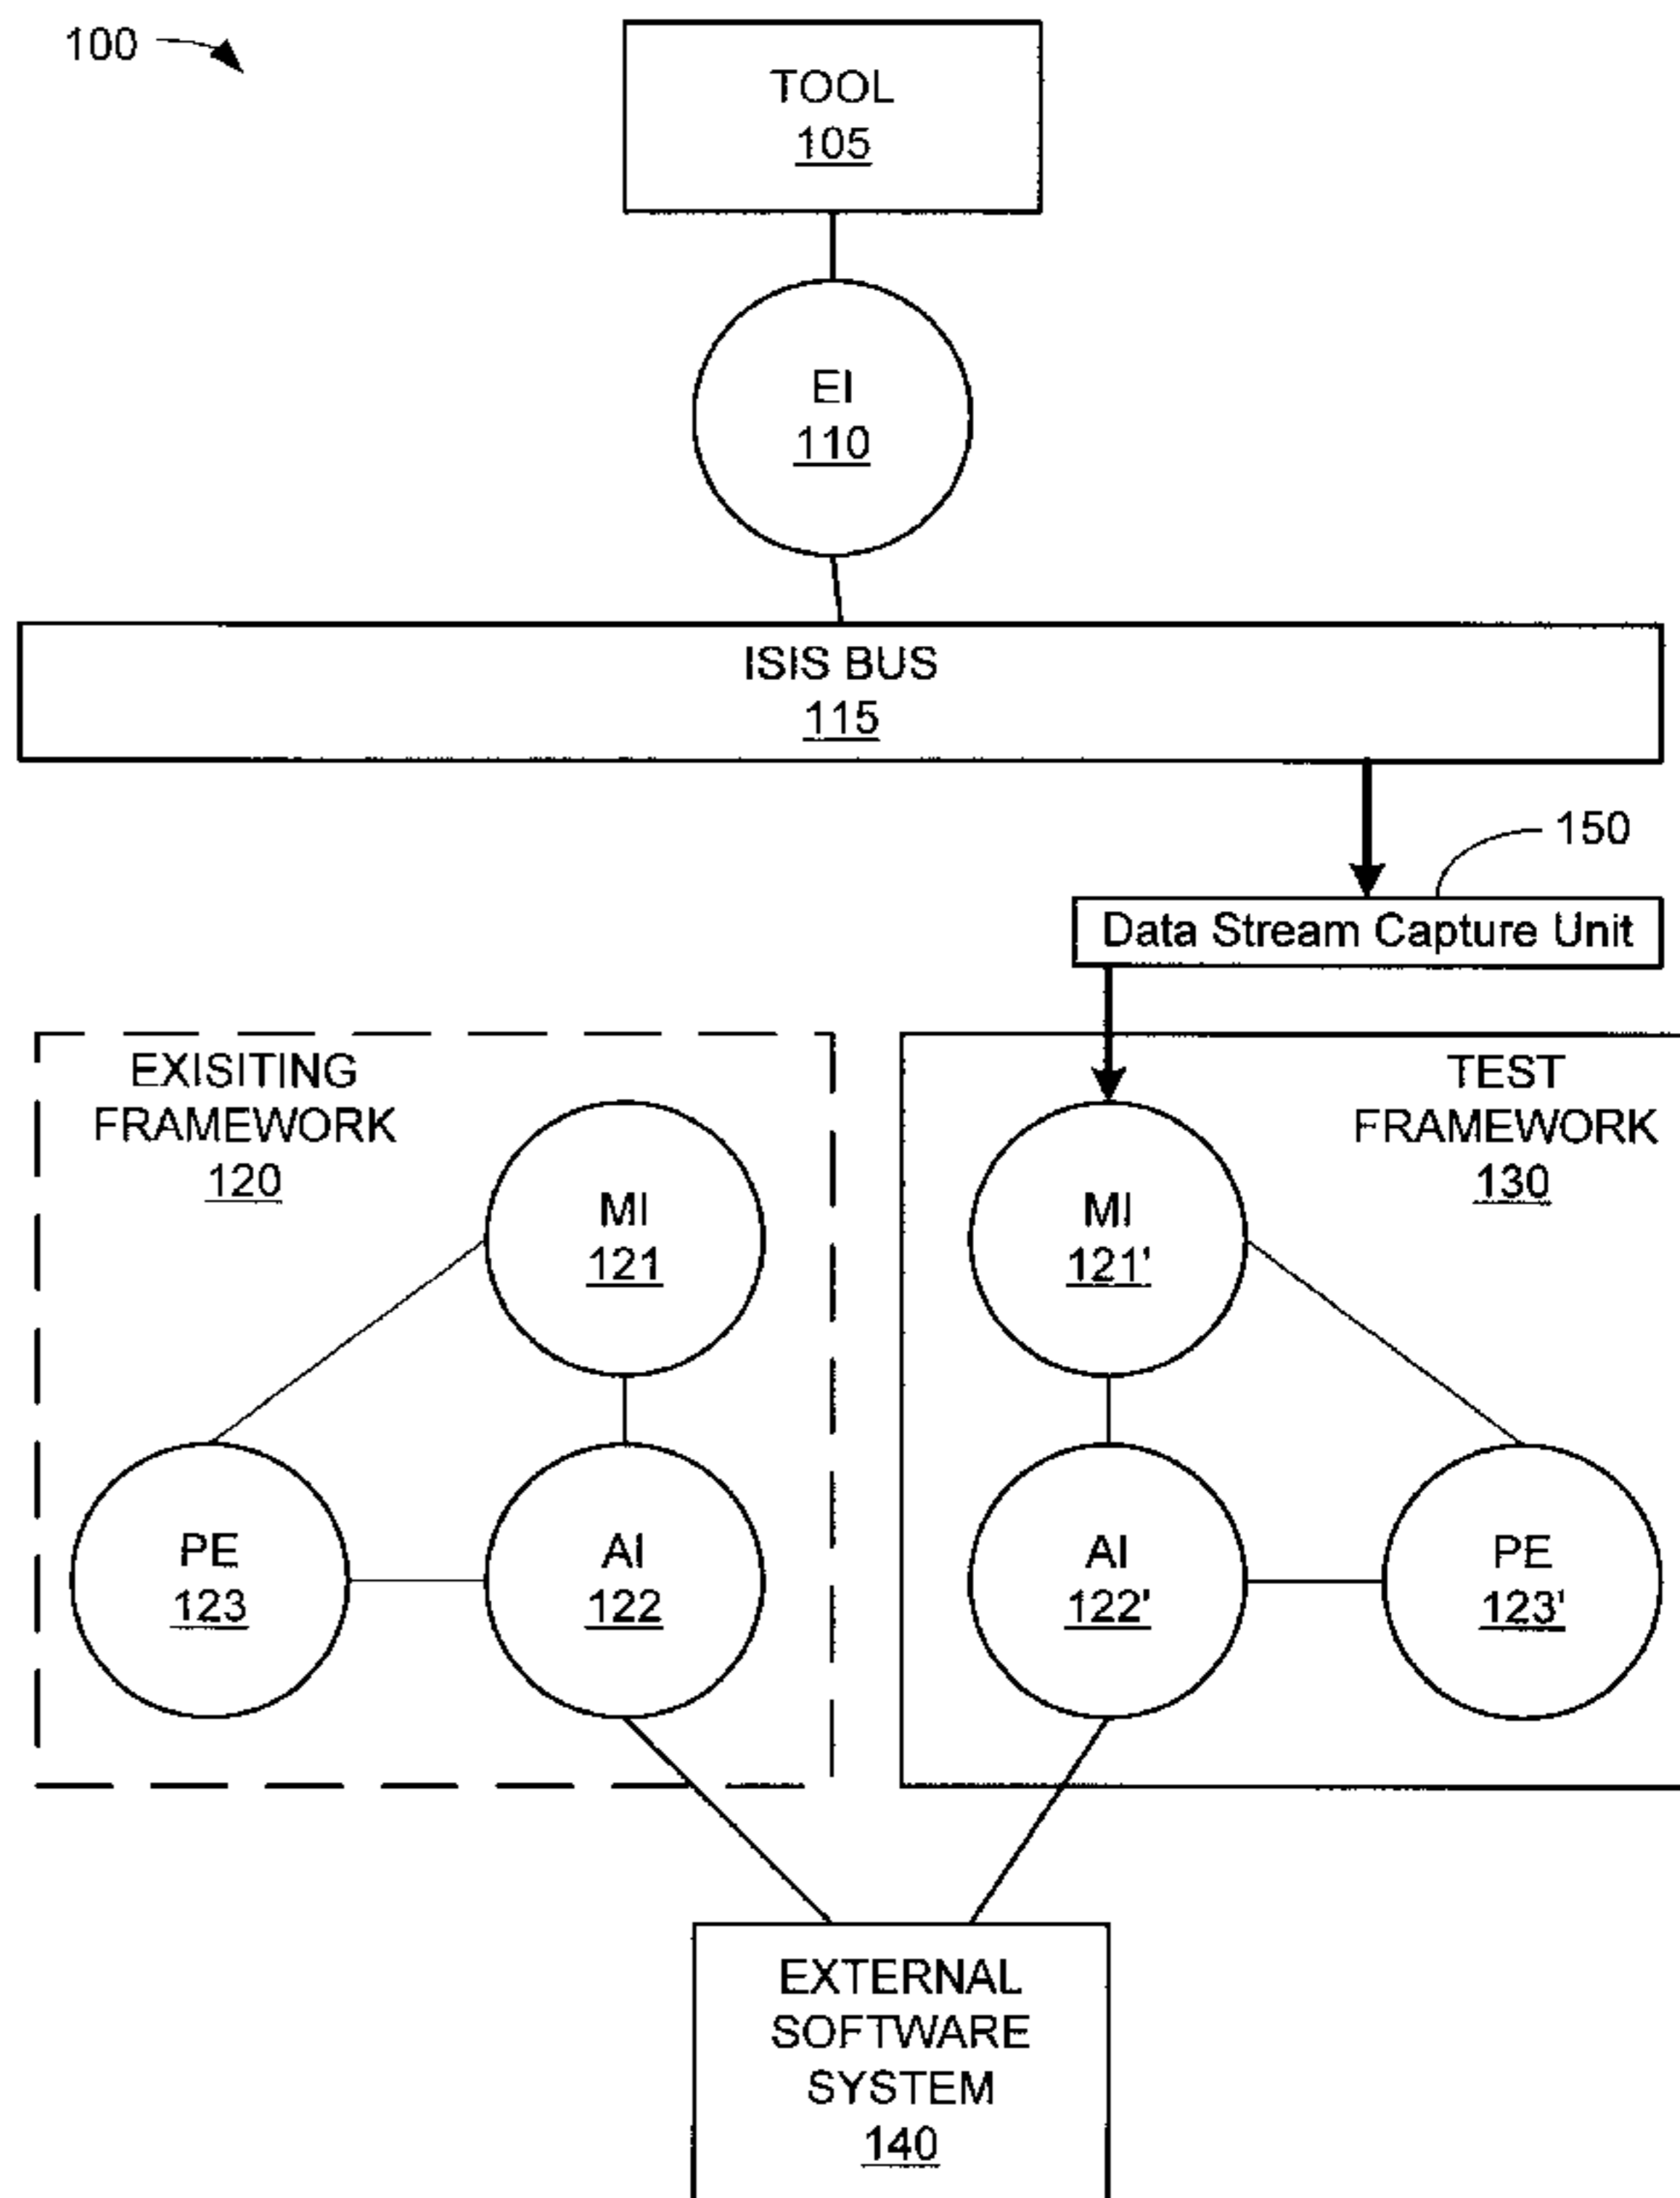 100
TOOL
105
EI
110
ISIS BUS
115
150
Data Stream Capture Unit
EXISITING
FRAMEWORK
120
TEST
FRAMEWORK
130
MI
121
MI
121'
PE
123
AI
122
AI
122'
PE
123'
EXTERNAL
SOFTWARE
SYSTEM
140